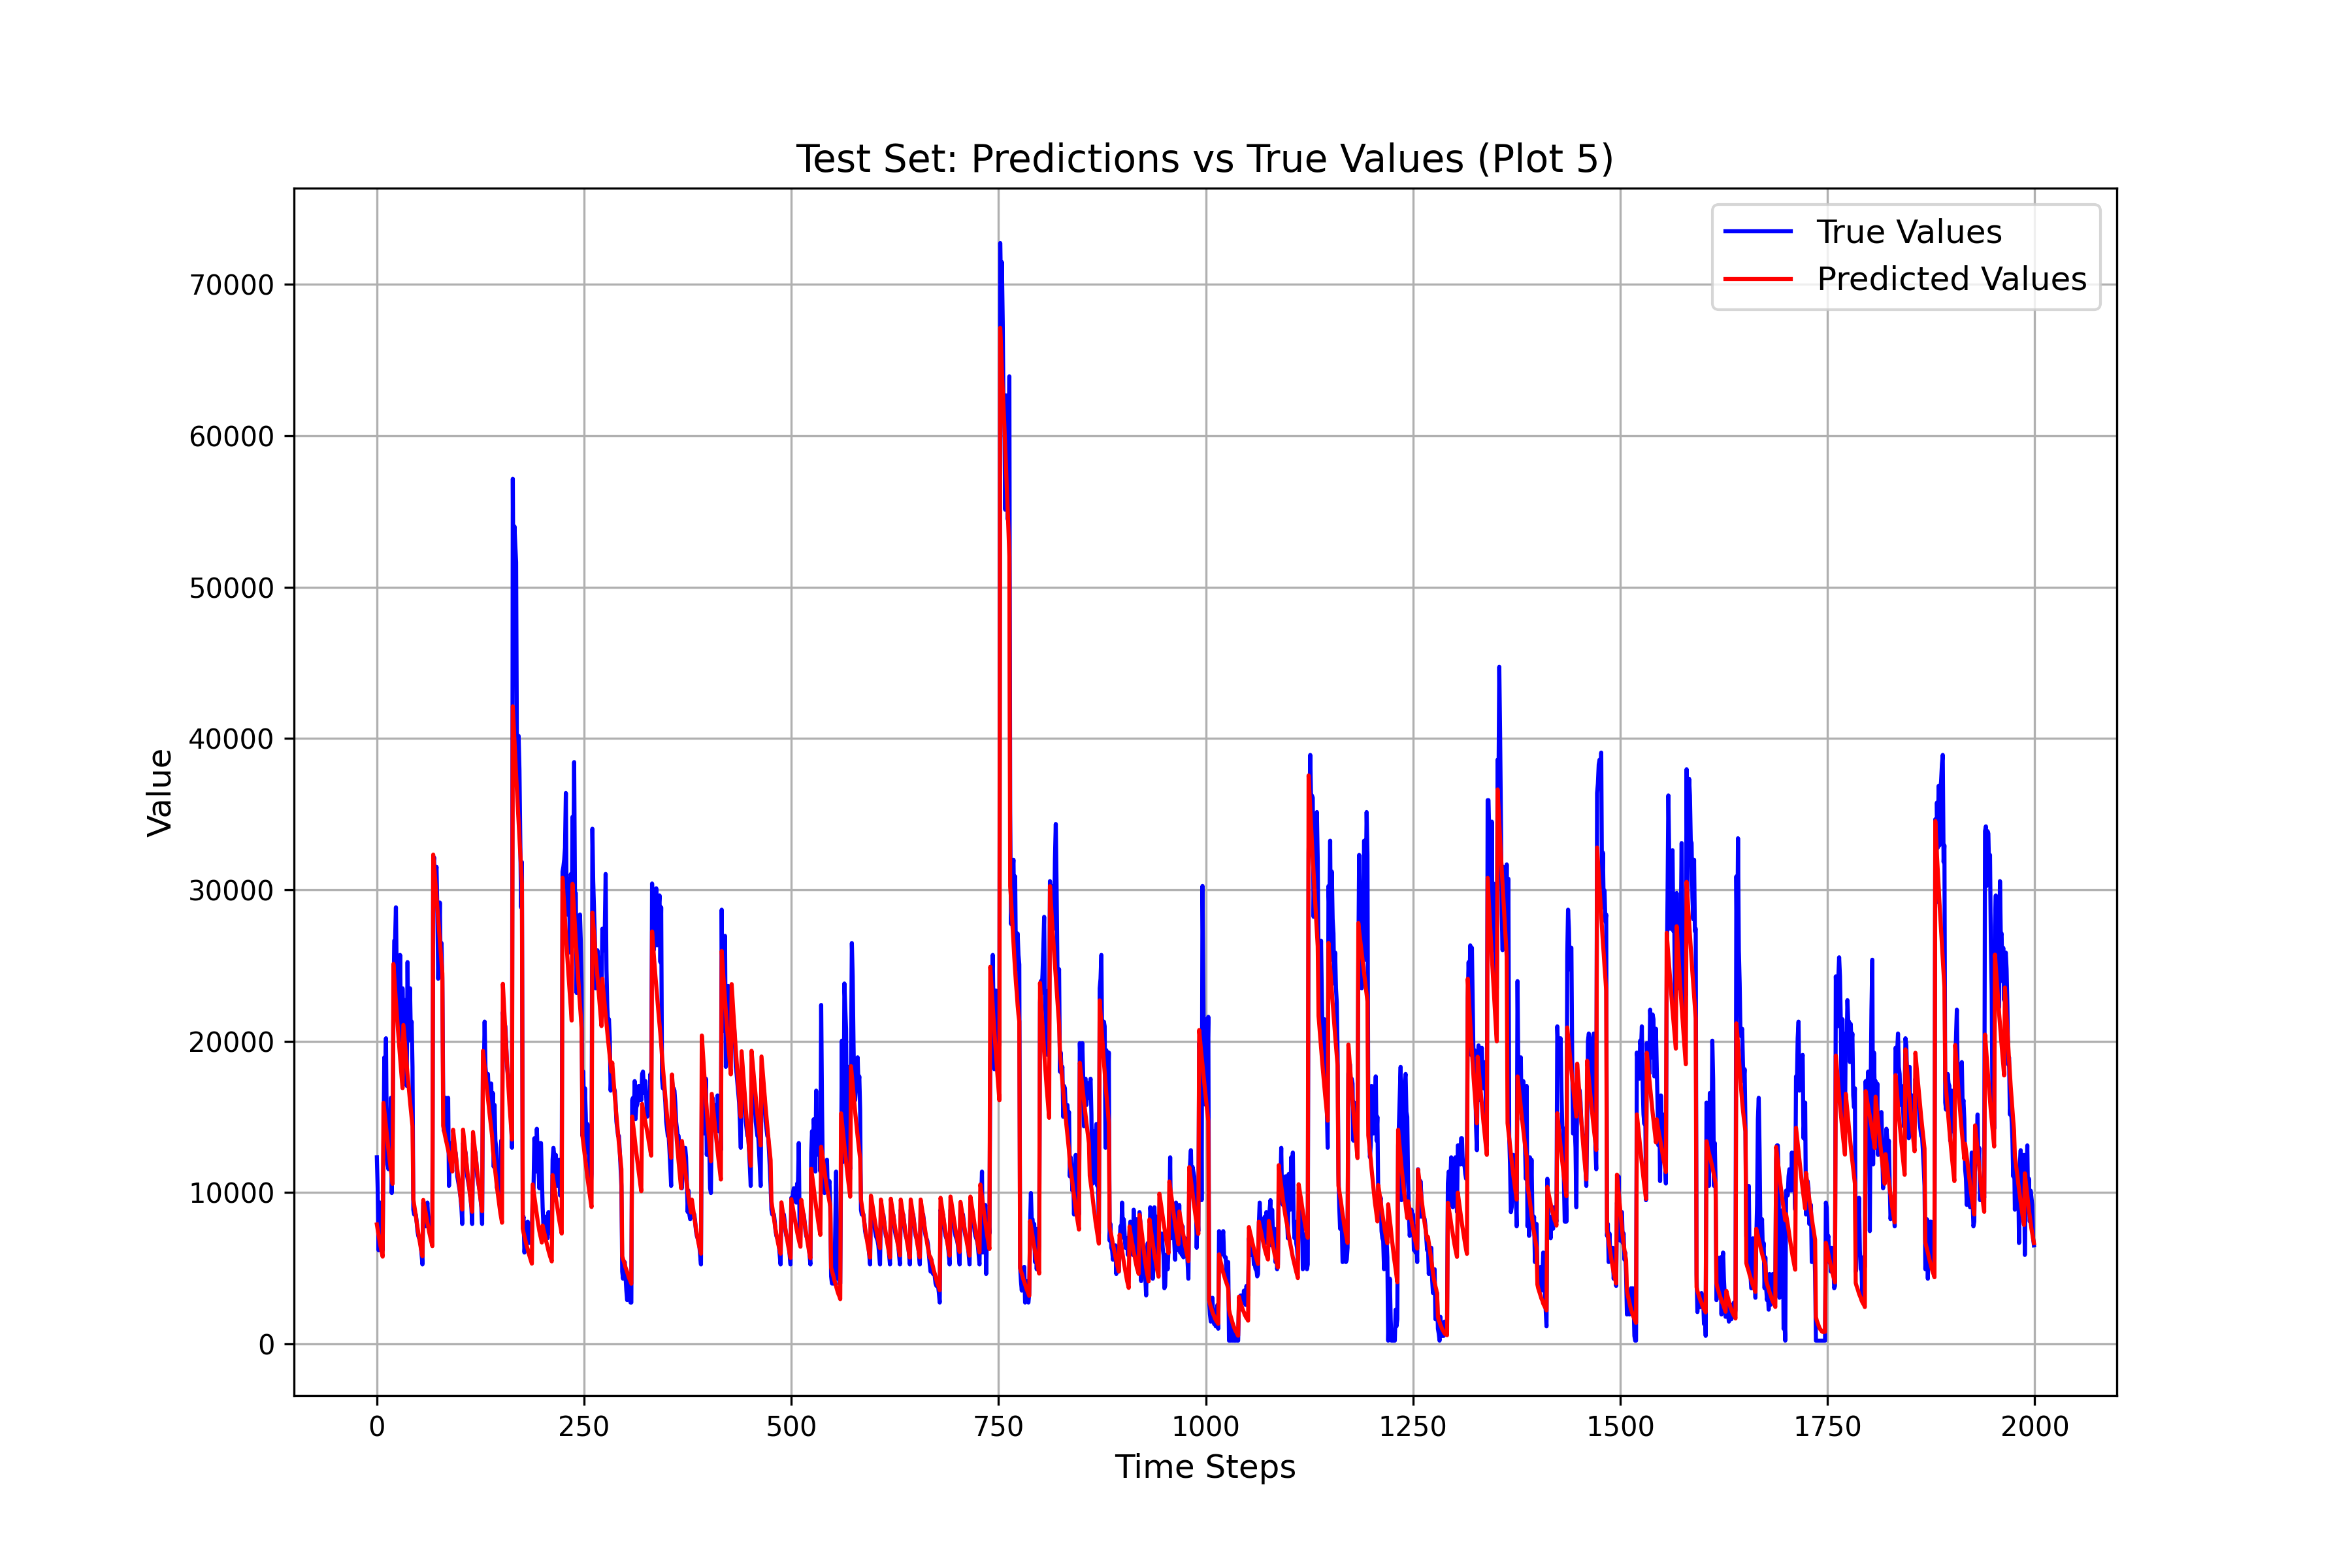 Test Set: Predictions vs True Values (Plot 5)
True Values
Predicted Values
Value
70000
60000
50000
40000
30000
20000
10000
0
0 250 500 750 1000 1250 1500 1750 2000
Time Steps